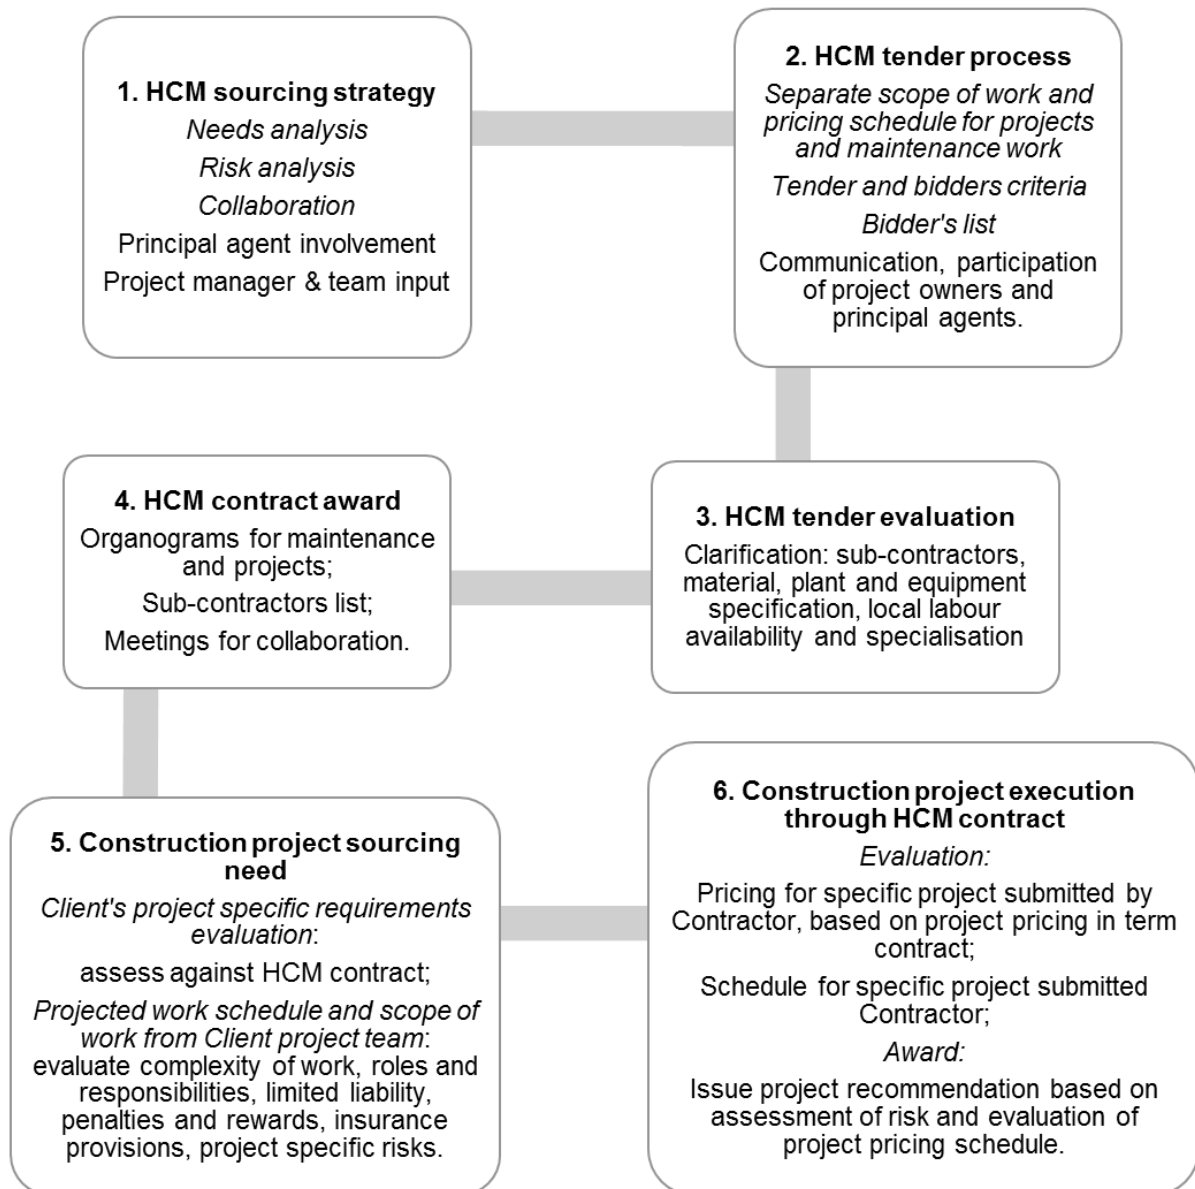 1. HCM sourcing strategy
Needs analysis
Risk analysis
Collaboration
Principal agent involvement
Project manager & team input
2. HCM tender process
Separate scope of work and
pricing schedule for projects
and maintenance work
Tender and bidders criteria
Bidder's list
Communication, participation
of project owners and
principal agents.
3. HCM tender evaluation
Clarification: sub-contractors,
material, plant and equipment
specification, local labour
availability and specialisation
4. HCM contract award
Organograms for maintenance
and projects;
Sub-contractors list;
Meetings for collaboration.
5. Construction project sourcing
need
Client's project specific requirements
evaluation:
assess against HCM contract;
Projected work schedule and scope of
work from Client project team:
evaluate complexity of work, roles and
responsibilities, limited liability,
penalties and rewards, insurance
provisions, project specific risks.
6. Construction project execution
through HCM contract
Evaluation:
Pricing for specific project submitted by
Contractor, based on project pricing in term
contract;
Schedule for specific project submitted
Contractor;
Award:
Issue project recommendation based on
assessment of risk and evaluation of
project pricing schedule.